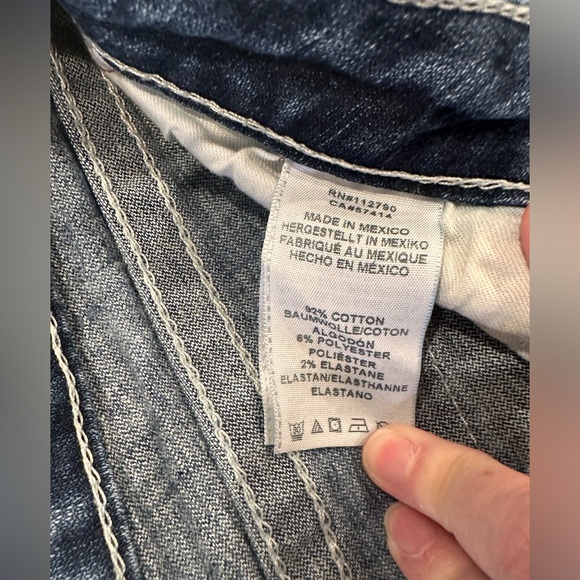 RN#112790
CA#57414
MADE IN MEXICO
HERGESTELLT IN MEXIKO
FABRIQUÉ AU MEXIQUE
HECHO EN MÉXICO
92% COTTON
BAUMWOLLE/COTON
ALGODÓN
6% POLYESTER
POLIÉSTER
2% ELASTANE
ELASTAN/ELASTHANNE
ELASTANO